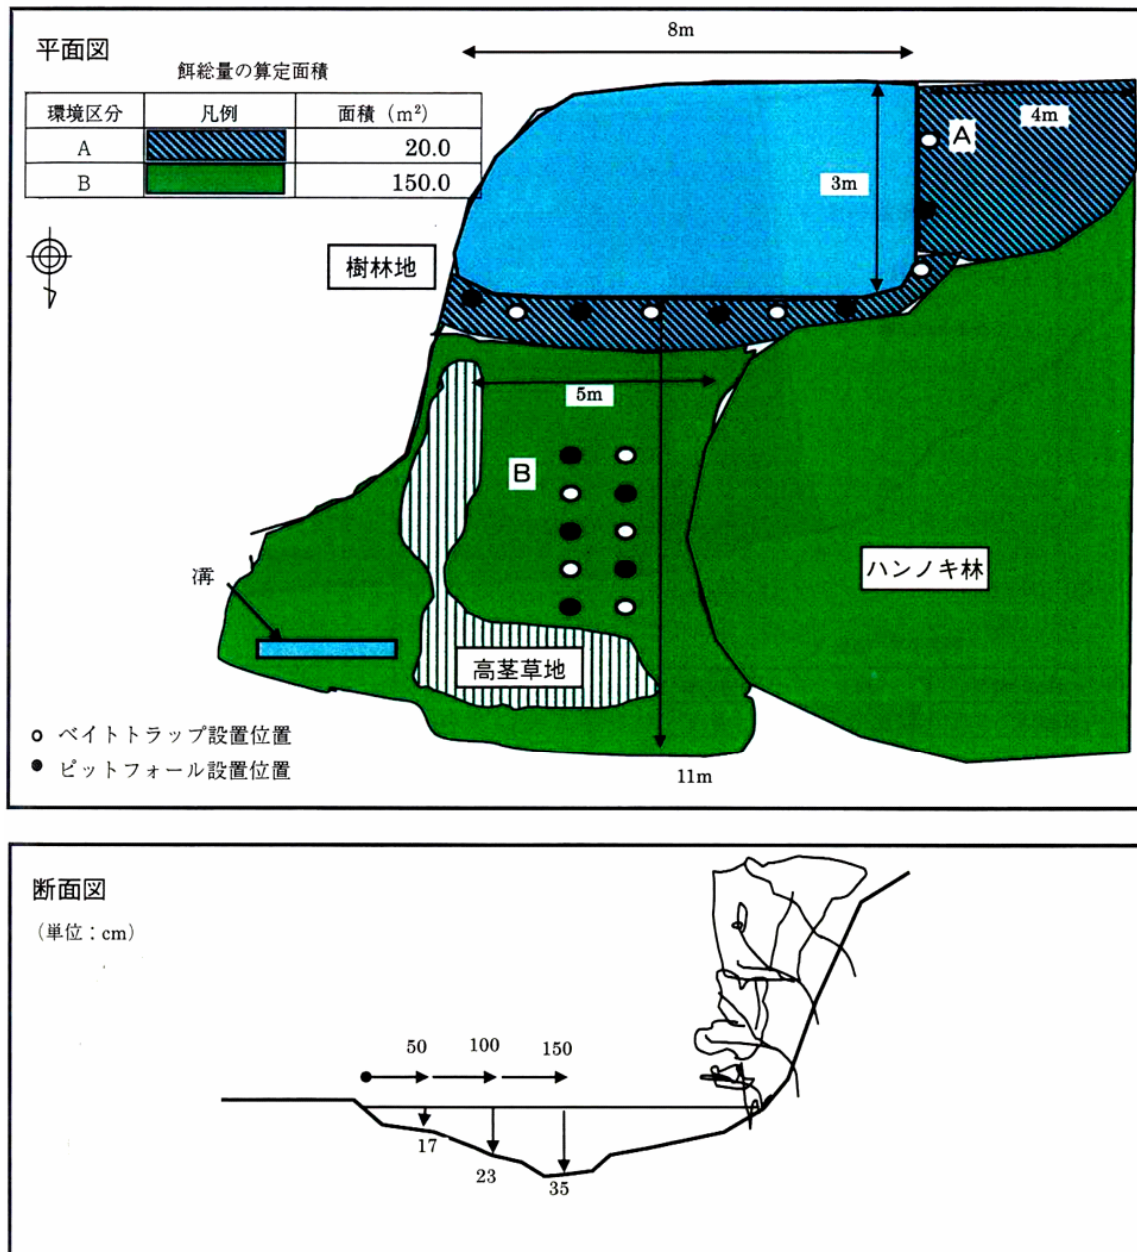 平面図
餌総量の算定面積
環境区分 凡例 面積（m²）
A 20.0
B 150.0
8m
4m
A
3m
樹林地
5m
B
溝
ハンノキ林
高茎草地
ベイトトラップ設置位置
ピットフォール設置位置
11m
断面図
（単位：cm）
50 100 150
17
23
35